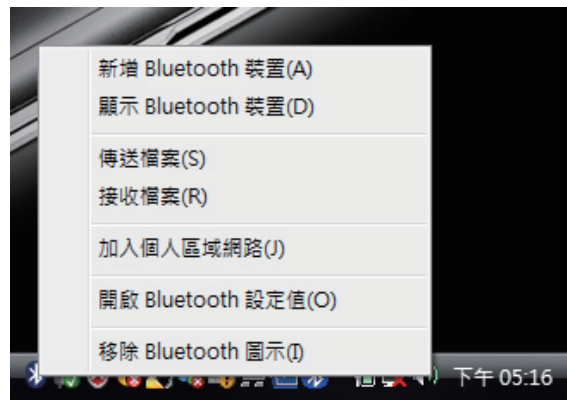 新增 Bluetooth 裝置(A)
顯示 Bluetooth 裝置(D)
傳送檔案(S)
接收檔案(R)
加入個人區域網路(J)
開啟 Bluetooth 設定值(O)
移除 Bluetooth 圖示(I)
下午 05:16